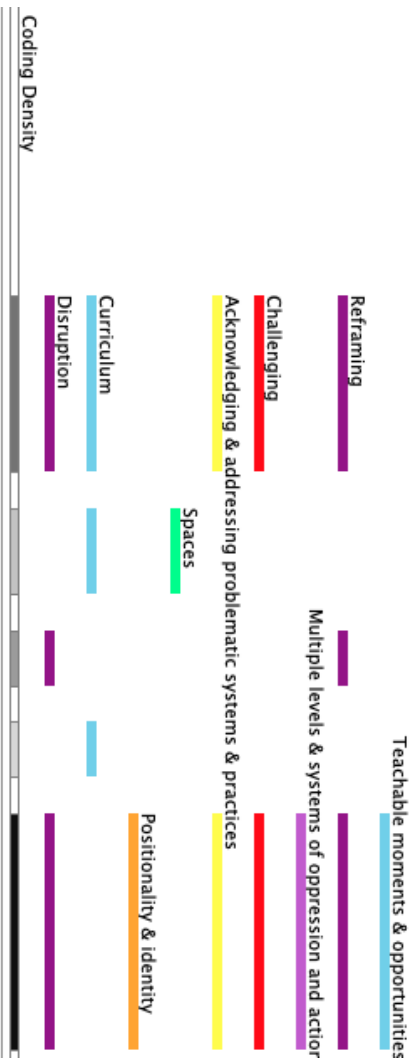 Coding Density
Disruption
Curriculum
Positionality & identity
Spaces
Acknowledging & addressing problematic systems & practices
Challenging
Multiple levels & systems of oppression and action
Reframing
Teachable moments & opportunities